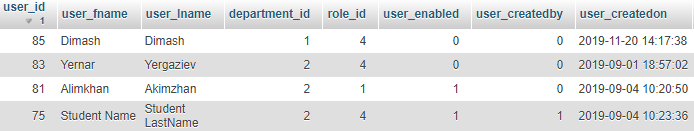 user_id 1 user_fname user_lname department_id role_id user_enabled user_createdby user_createdon
85 Dimash Dimash 1 4 0 0 2019-11-20 14:17:38
83 Yernar Yergaziev 2 4 0 0 2019-09-01 18:57:02
81 Alimkhan Akimzhan 2 1 1 0 2019-09-04 10:20:50
75 Student Name Student LastName 2 4 1 1 2019-09-04 10:23:36